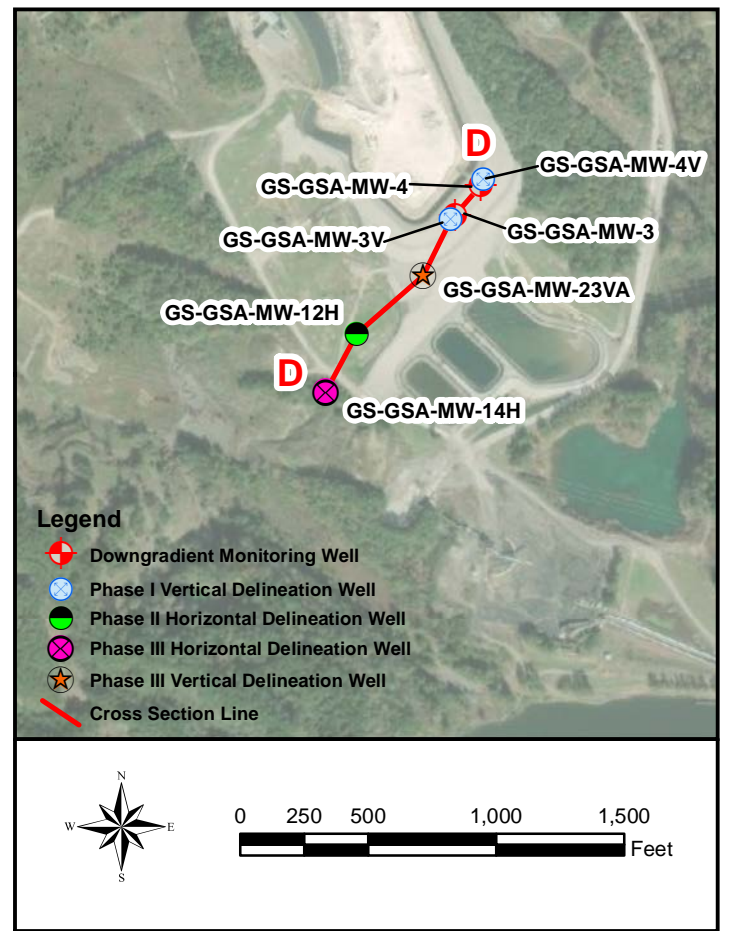 D
GS-GSA-MW-4V
GS-GSA-MW-4
GS-GSA-MW-3
GS-GSA-MW-3V
GS-GSA-MW-23VA
GS-GSA-MW-12H
D
GS-GSA-MW-14H
Legend
Downgradient Monitoring Well
Phase I Vertical Delineation Well
Phase II Horizontal Delineation Well
Phase III Horizontal Delineation Well
Phase III Vertical Delineation Well
Cross Section Line
N
W E
S
0 250 500 1,000 1,500
Feet